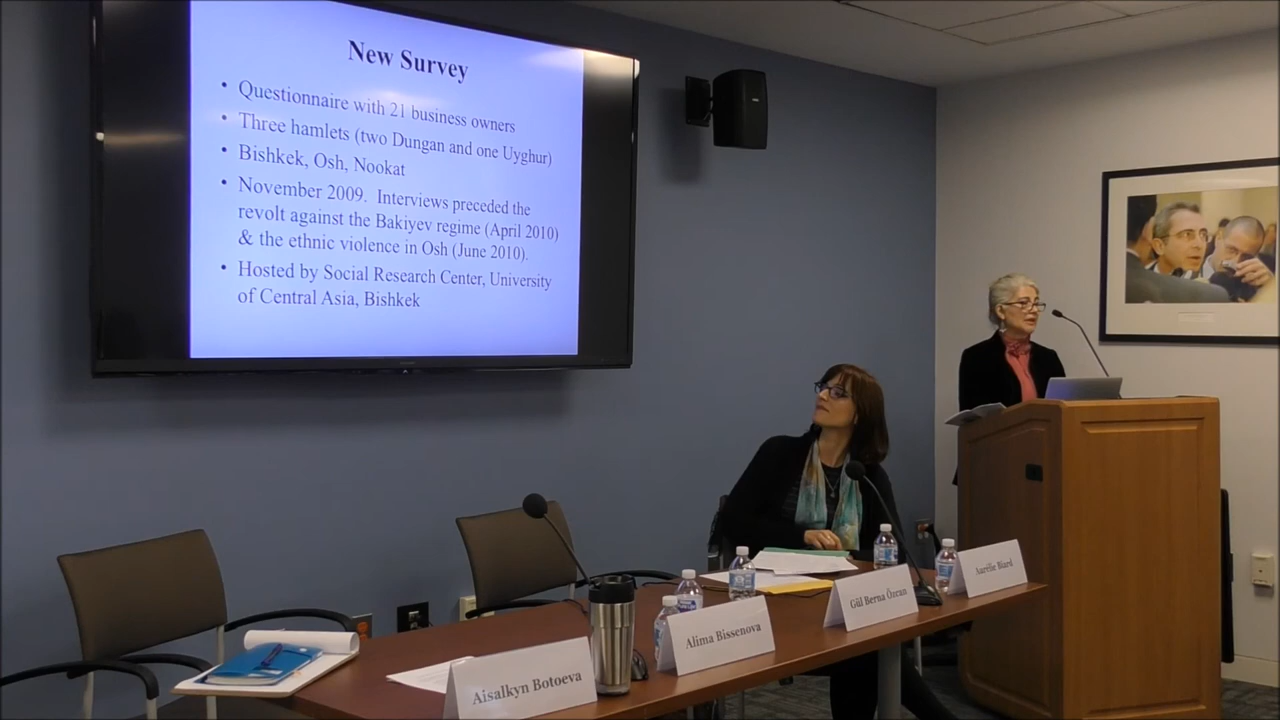 New Survey
• Questionnaire with 21 business owners
• Three hamlets (two Dungan and one Uyghur)
• Bishkek, Osh, Nookat
• November 2009. Interviews preceded the
revolt against the Bakiyev regime (April 2010)
& the ethnic violence in Osh (June 2010).
• Hosted by Social Research Center, University
of Central Asia, Bishkek
Aisalkyn Botoeva
Alima Bissenova
Gül Berna Özcan
Aurélie Biard